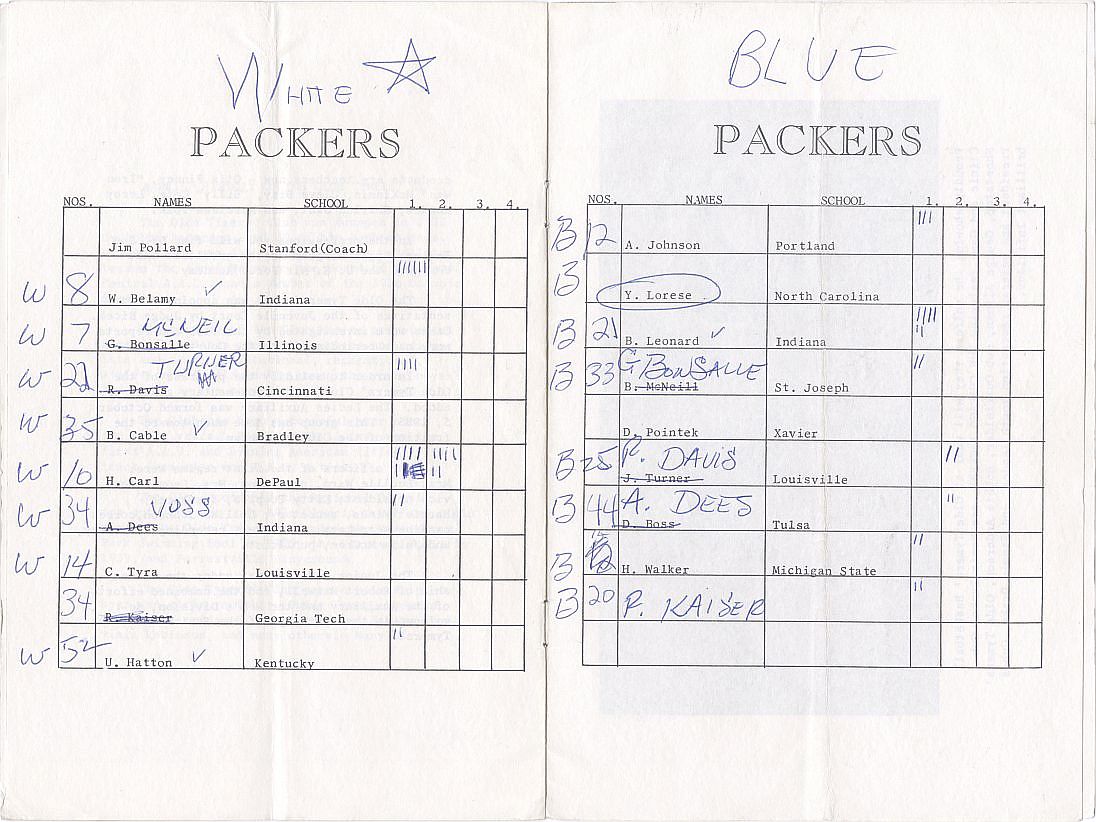 White
PACKERS
NOS. NAMES SCHOOL 1. 2. 3. 4.
Jim Pollard Stanford(Coach)
W 8 W. Belamy ✓ Indiana
McNEIL
W 7 G. Bonsalle Illinois
TURNER
W 22 R. Davis Cincinnati
W 35 B. Cable ✓ Bradley
W 10 H. Carl DePaul
W 34 VOSS
A. Dees Indiana
W 14 C. Tyra Louisville
34 R. Kaiser Georgia Tech
W 52 U. Hatton ✓ Kentucky
BLUE
PACKERS
NOS. NAMES SCHOOL 1. 2. 3. 4.
B 12 A. Johnson Portland
B Y. Lorese North Carolina
B 21 B. Leonard ✓ Indiana
B 33 G BONSALLE
B. McNeill St. Joseph
D. Pointek Xavier
B 25 R. DAVIS
J. Turner Louisville
B 44 A. DEES
D. Boss Tulsa
B H. Walker Michigan State
B 20 R. KAISER